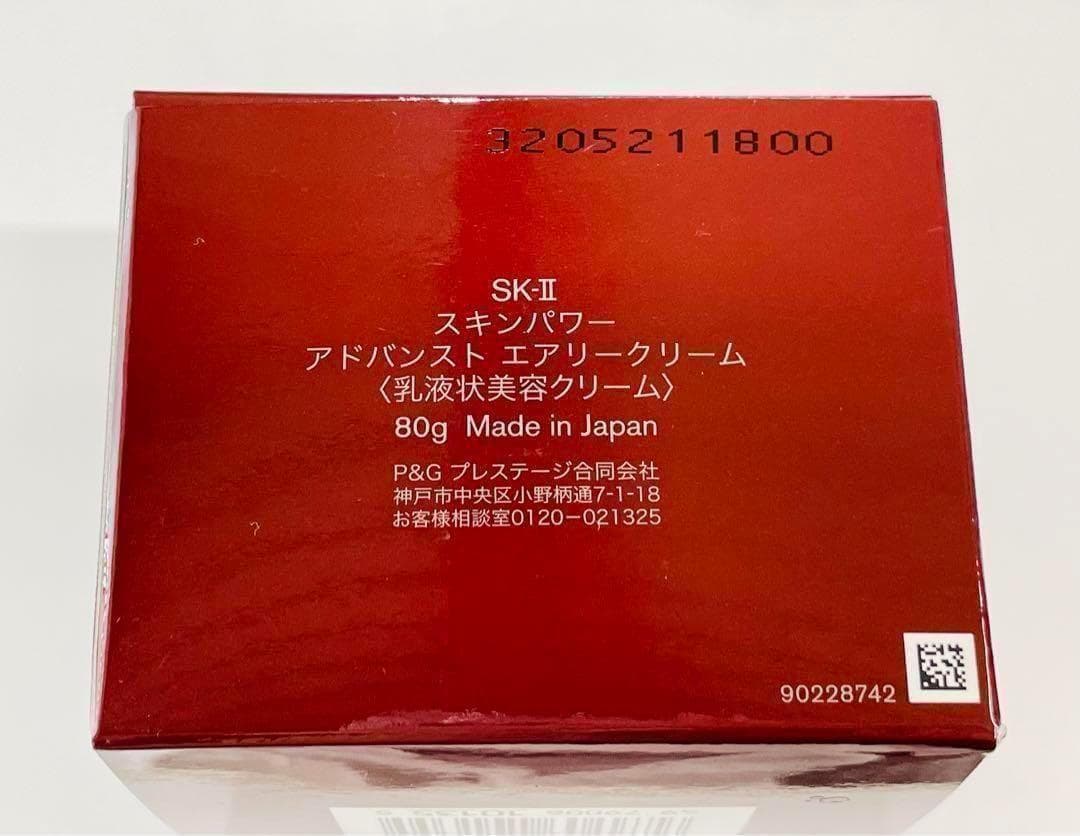 3205211800
SK-Ⅱ
スキンパワー
アドバンスト エアリークリーム
〈乳液状美容クリーム〉
80g Made in Japan
P&G プレステージ合同会社
神戸市中央区小野柄通7-1-18
お客様相談室0120−021325
90228742